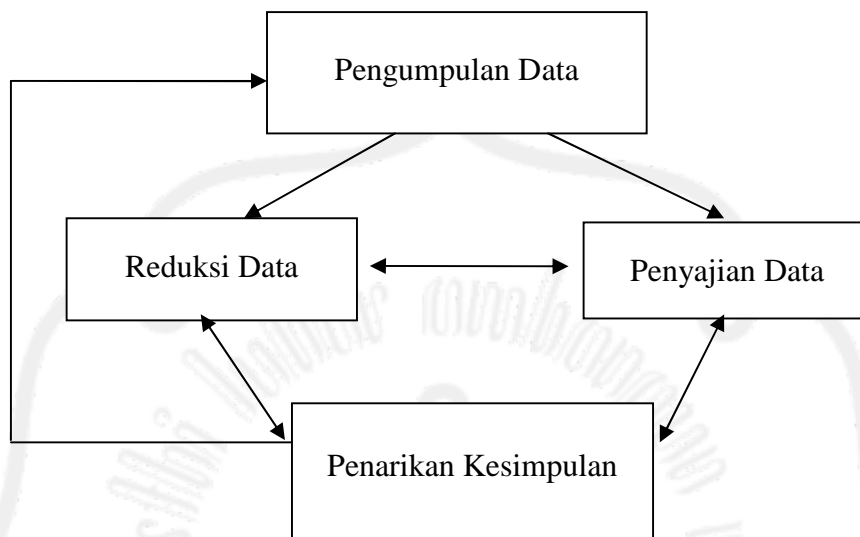 Pengumpulan Data
Reduksi Data
Penyajian Data
Penarikan Kesimpulan